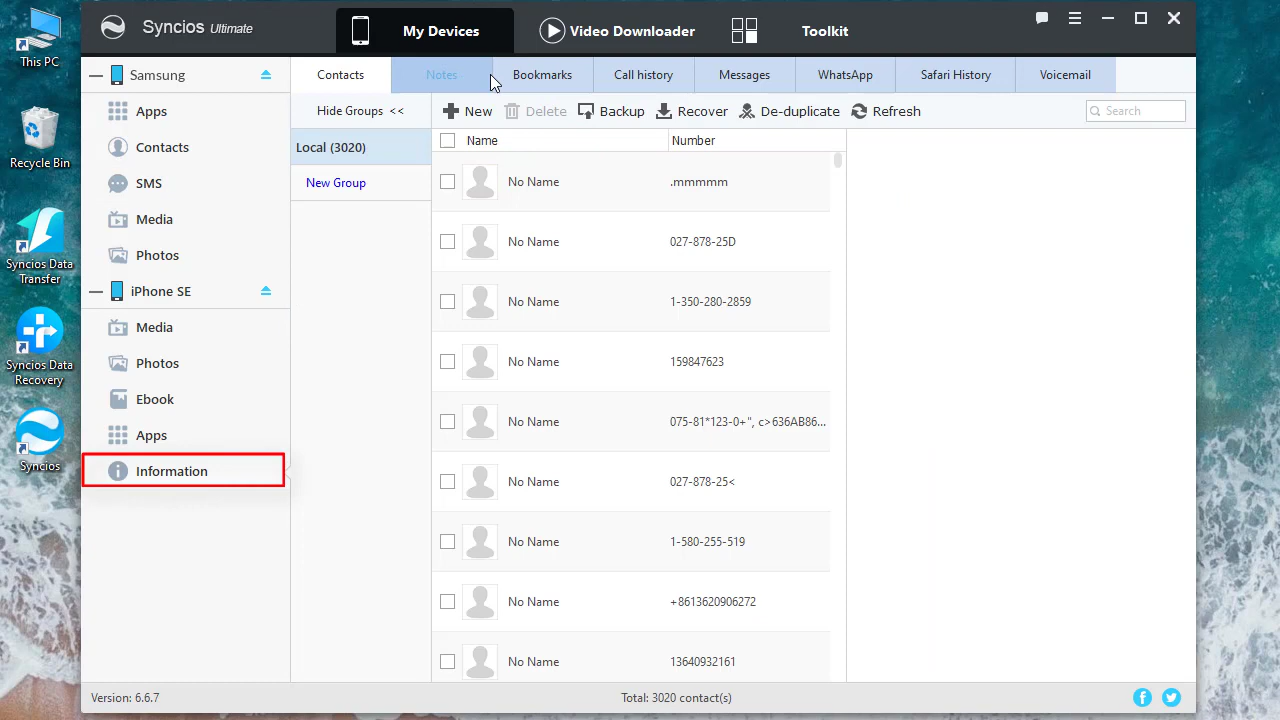 This PC
Recycle Bin
Syncios Data
Transfer
Syncios Data
Recovery
Syncios
Syncios Ultimate
My Devices
Video Downloader
Toolkit
Samsung
Apps
Contacts
SMS
Media
Photos
iPhone SE
Media
Photos
Ebook
Apps
Information
Contacts
Notes
Bookmarks
Call history
Messages
WhatsApp
Safari History
Voicemail
Hide Groups <<
New
Delete
Backup
Recover
De-duplicate
Refresh
Search
Local (3020)
New Group
Name Number
No Name .mmmmm
No Name 027-878-25D
No Name 1-350-280-2859
No Name 159847623
No Name 075-81*123-0+", c>636AB86...
No Name 027-878-25<
No Name 1-580-255-519
No Name +8613620906272
No Name 13640932161
Version: 6.6.7
Total: 3020 contact(s)